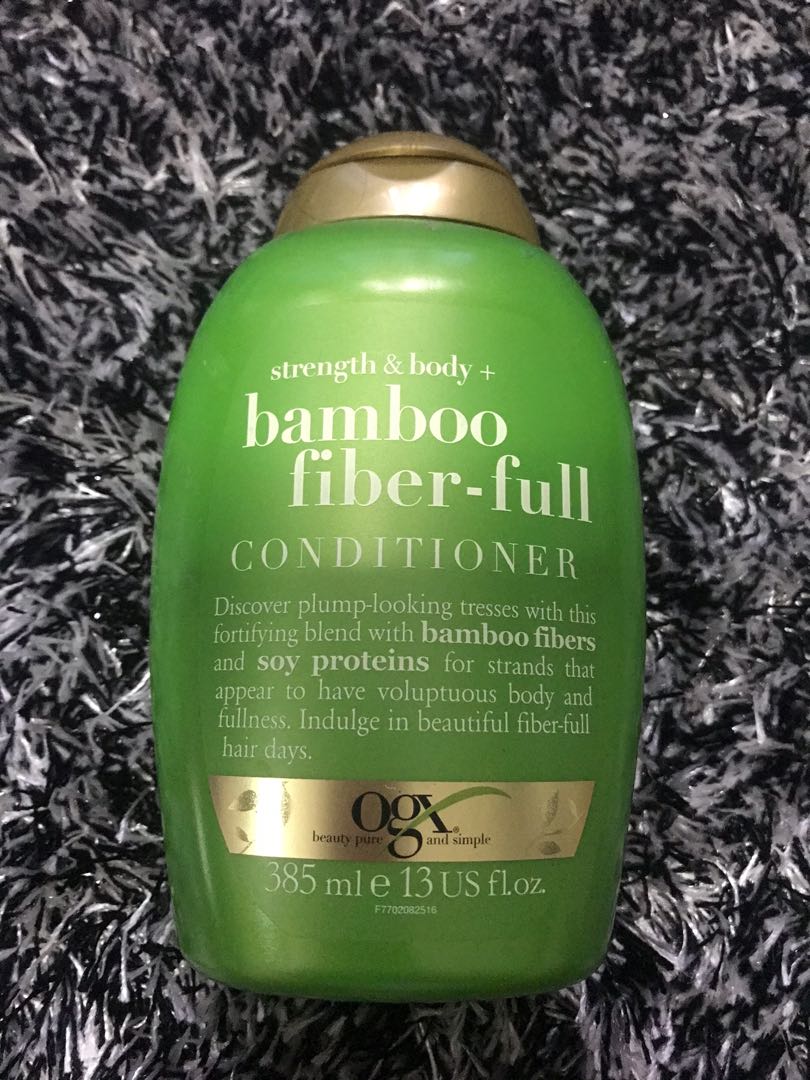 strength & body +
bamboo
fiber-full
CONDITIONER
Discover plump-looking tresses with this
fortifying blend with bamboo fibers
and soy proteins for strands that
appear to have voluptuous body and
fullness. Indulge in beautiful fiber-full
hair days.
ogx®
beauty pure and simple
385 ml e 13 US fl.oz.
F7702082516